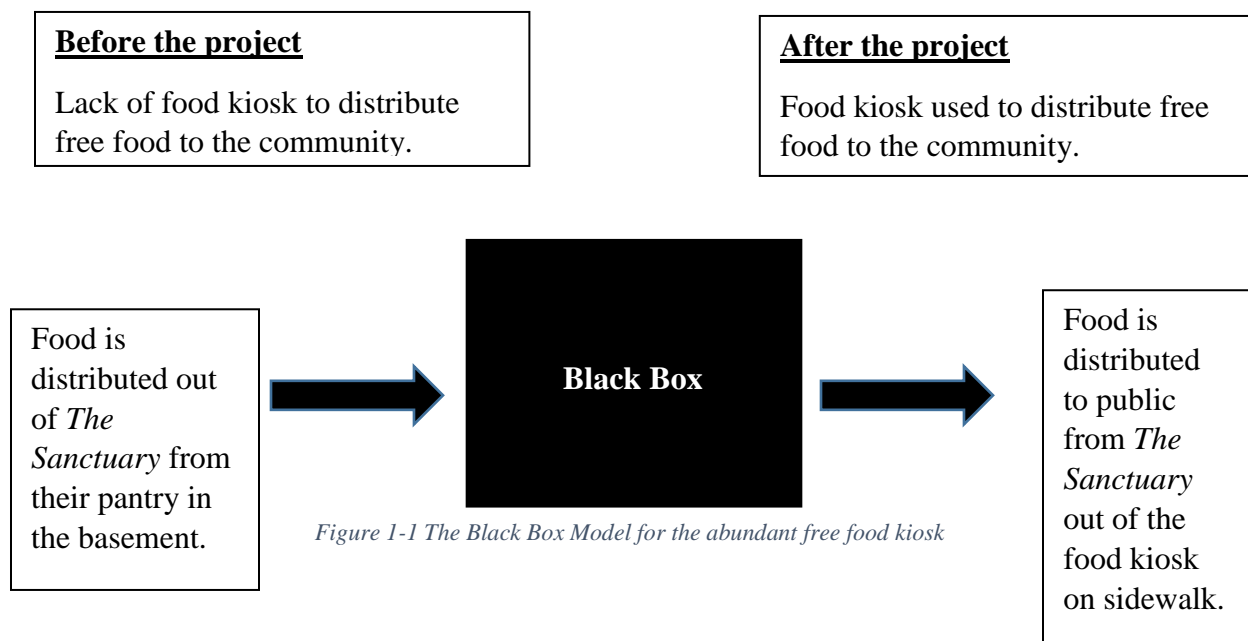 Before the project
Lack of food kiosk to distribute
free food to the community.
After the project
Food kiosk used to distribute free
food to the community.
Food is
distributed out
of The
Sanctuary from
their pantry in
the basement.
Black Box
Food is
distributed
to public
from The
Sanctuary
out of the
food kiosk
on sidewalk.
Figure 1-1 The Black Box Model for the abundant free food kiosk